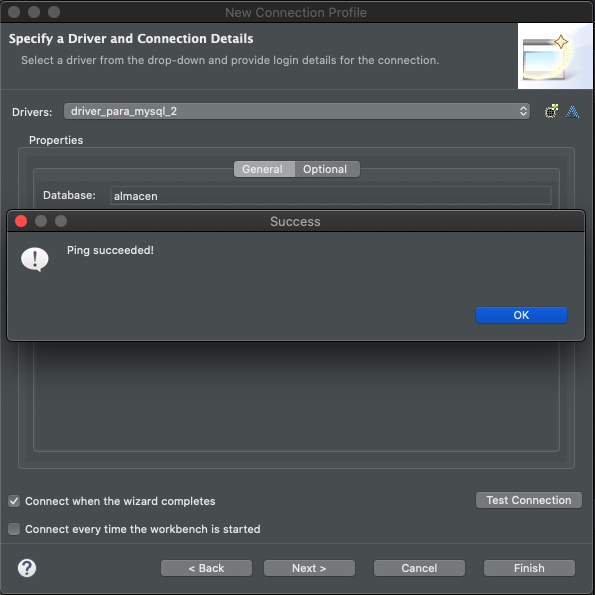 New Connection Profile
Specify a Driver and Connection Details
Select a driver from the drop-down and provide login details for the connection.
Drivers: driver_para_mysql_2
Properties
General Optional
Database: almacen
Success
Ping succeeded!
OK
Connect when the wizard completes
Test Connection
Connect every time the workbench is started
? < Back Next > Cancel Finish